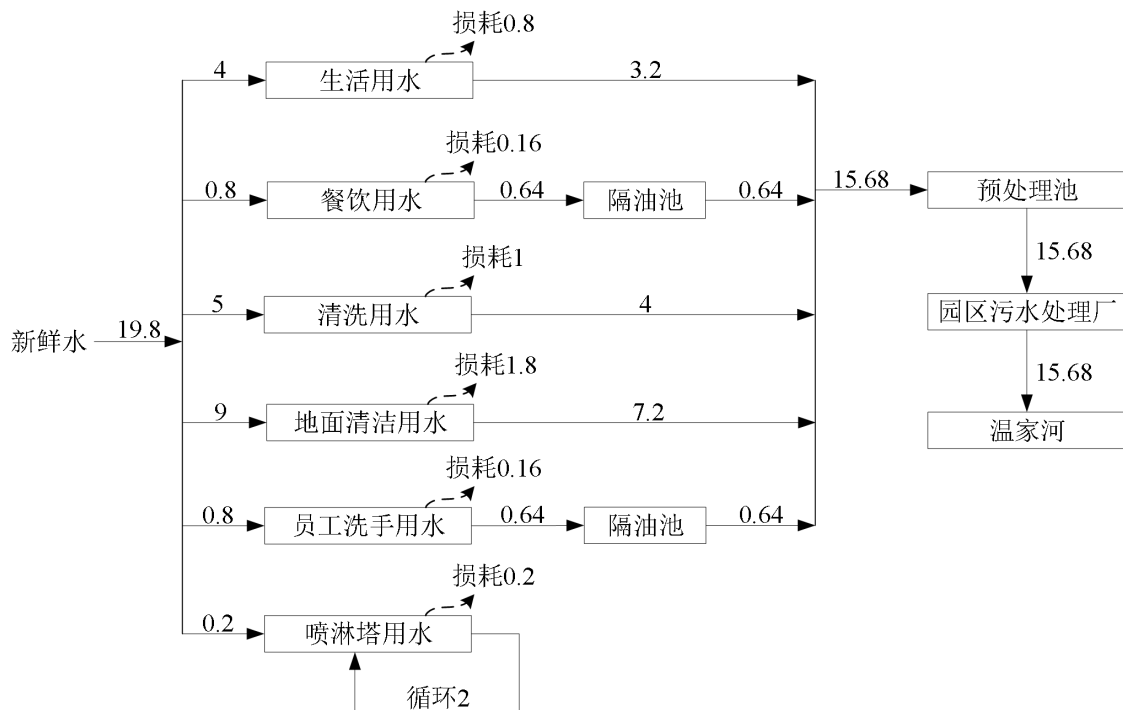 损耗0.8
4
生活用水
3.2
损耗0.16
0.8
餐饮用水
0.64
隔油池
0.64
15.68
预处理池
15.68
损耗1
5
清洗用水
4
园区污水处理厂
新鲜水
19.8
15.68
损耗1.8
9
地面清洁用水
7.2
温家河
损耗0.16
0.8
员工洗手用水
0.64
隔油池
0.64
损耗0.2
0.2
喷淋塔用水
循环2